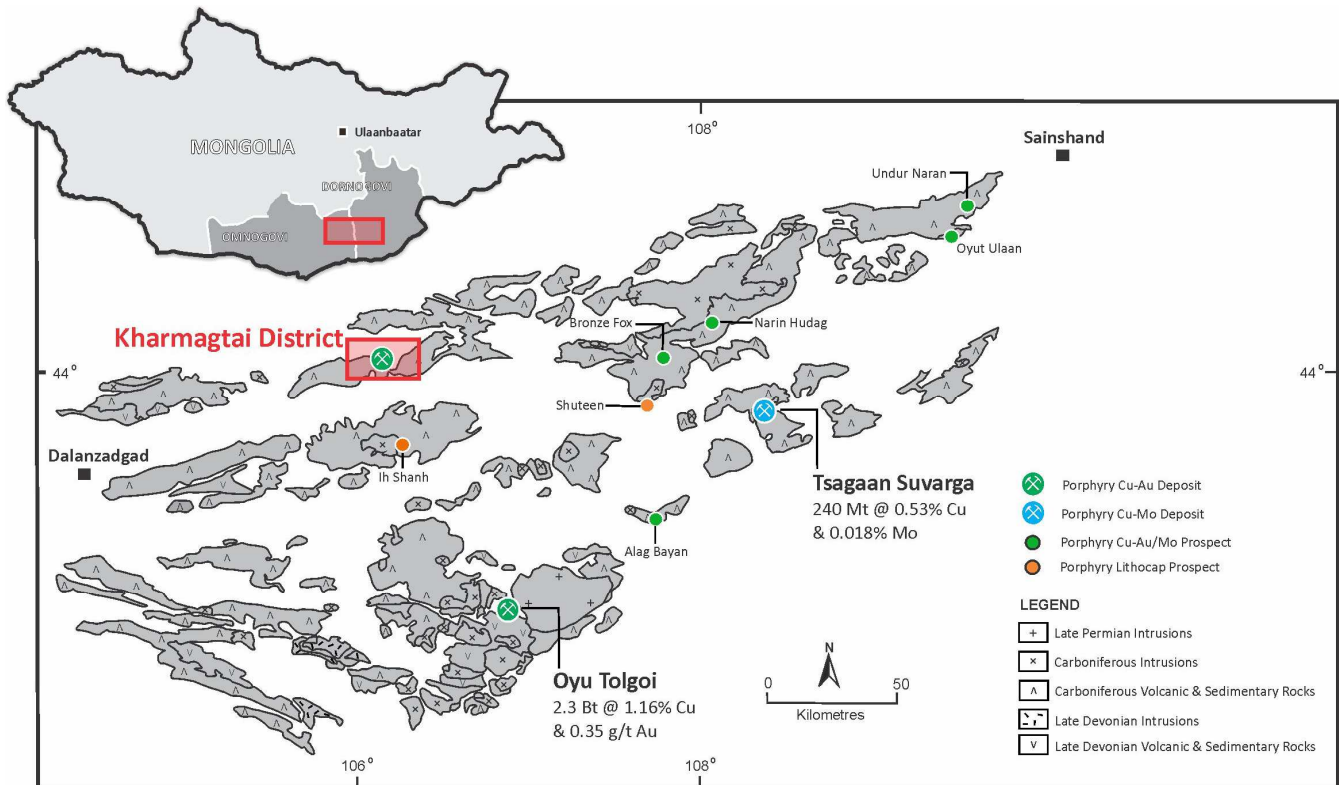 Ulaanbaatar
MONGOLIA
DORNOGOVI
OMNOGOVI
108°
Sainshand
Undur Naran
Oyut Ulaan
Bronze Fox
Narin Hudag
Kharmagtai District
44°
44°
Shuteen
Dalanzadgad
Ih Shanh
Tsagaan Suvarga
240 Mt @ 0.53% Cu
& 0.018% Mo
Alag Bayan
Porphyry Cu-Au Deposit
Porphyry Cu-Mo Deposit
Porphyry Cu-Au/Mo Prospect
Porphyry Lithocap Prospect
LEGEND
+ Late Permian Intrusions
× Carboniferous Intrusions
^ Carboniferous Volcanic & Sedimentary Rocks
Late Devonian Intrusions
v Late Devonian Volcanic & Sedimentary Rocks
Oyu Tolgoi
2.3 Bt @ 1.16% Cu
& 0.35 g/t Au
N
0 50
Kilometres
106°
108°